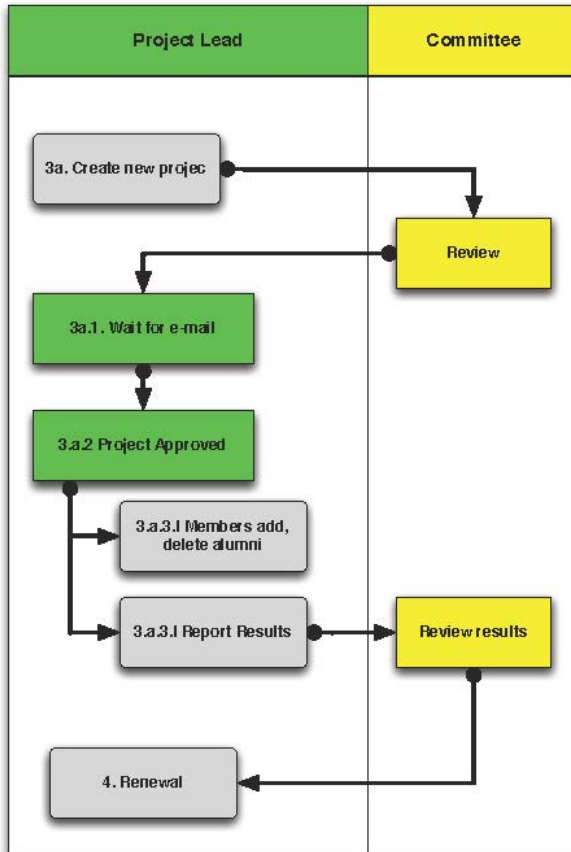 Project Lead
Committee
3a. Create new projec
Review
3a.1. Wait for e-mail
3.a.2 Project Approved
3.a.3.I Members add,
delete alumni
3.a.3.I Report Results
Review results
4. Renewal